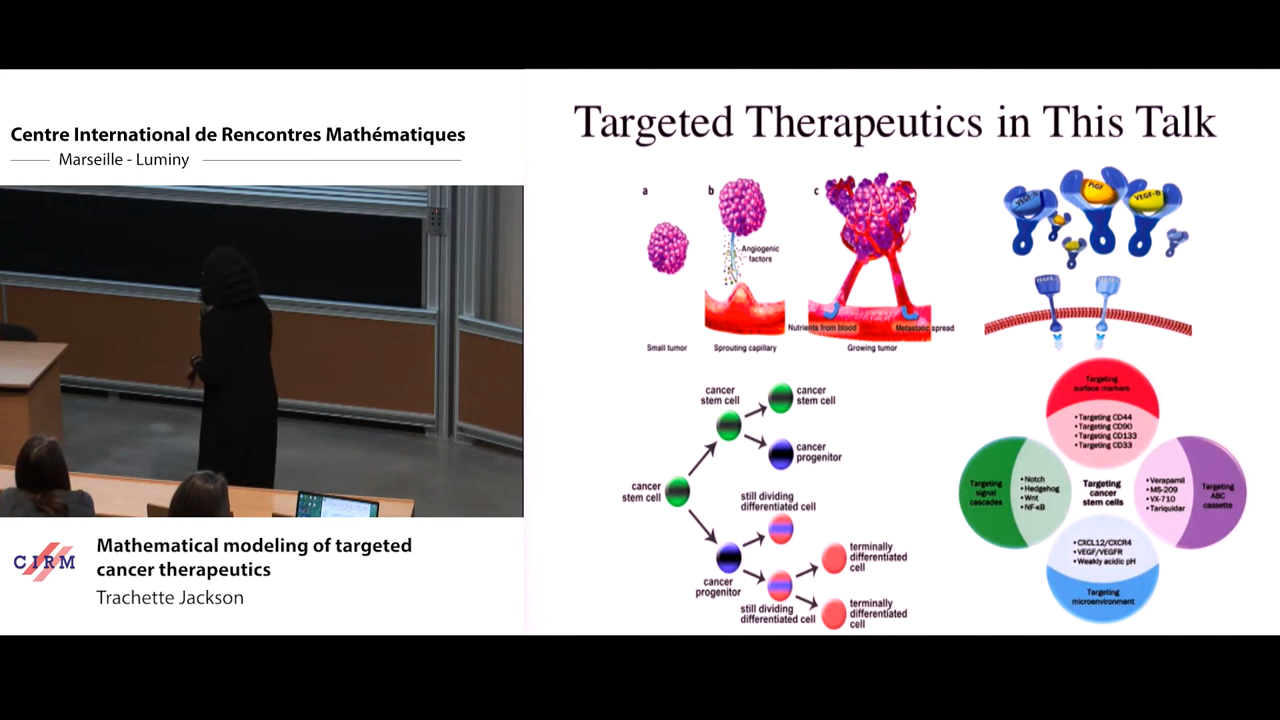 Centre International de Rencontres Mathématiques
Marseille - Luminy
CIRM
Mathematical modeling of targeted
cancer therapeutics
Trachette Jackson
Targeted Therapeutics in This Talk
a
b
c
Angiogenic
factors
Nutrients from blood
Metastatic spread
Small tumor
Sprouting capillary
Growing tumor
PlGF
VEGF-B
cancer
stem cell
cancer
stem cell
cancer
progenitor
cancer
stem cell
still dividing
differentiated cell
cancer
progenitor
still dividing
differentiated cell
terminally
differentiated
cell
terminally
differentiated
cell
Targeting
surface markers
• Targeting CD44
• Targeting CD90
• Targeting CD133
• Targeting CD33
Targeting
signal
cascades
• Notch
• Hedgehog
• Wnt
• NF-κB
Targeting
cancer
stem cells
• Verapamil
• MS-209
• VX-710
• Tariquidar
Targeting
ABC
cassette
• CXCL12/CXCR4
• VEGF/VEGFR
• Weakly acidic pH
Targeting
microenvironment